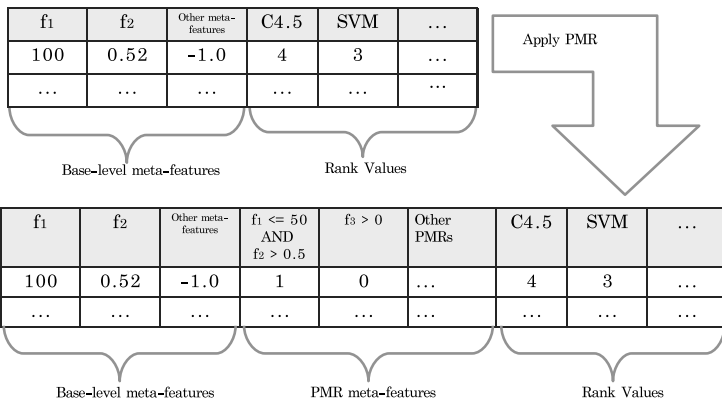 f1 f2 Other meta-features C4.5 SVM ...
100 0.52 -1.0 4 3
... ... ... ... ... ...
Apply PMR
Base-level meta-features Rank Values
f1 f2 Other meta-features f1 <= 50 AND f2 > 0.5 f3 > 0 Other PMRs C4.5 SVM ...
100 0.52 -1.0 1 0 ... 4 3
... ... ... ... ... ... ... ... ...
Base-level meta-features PMR meta-features Rank Values